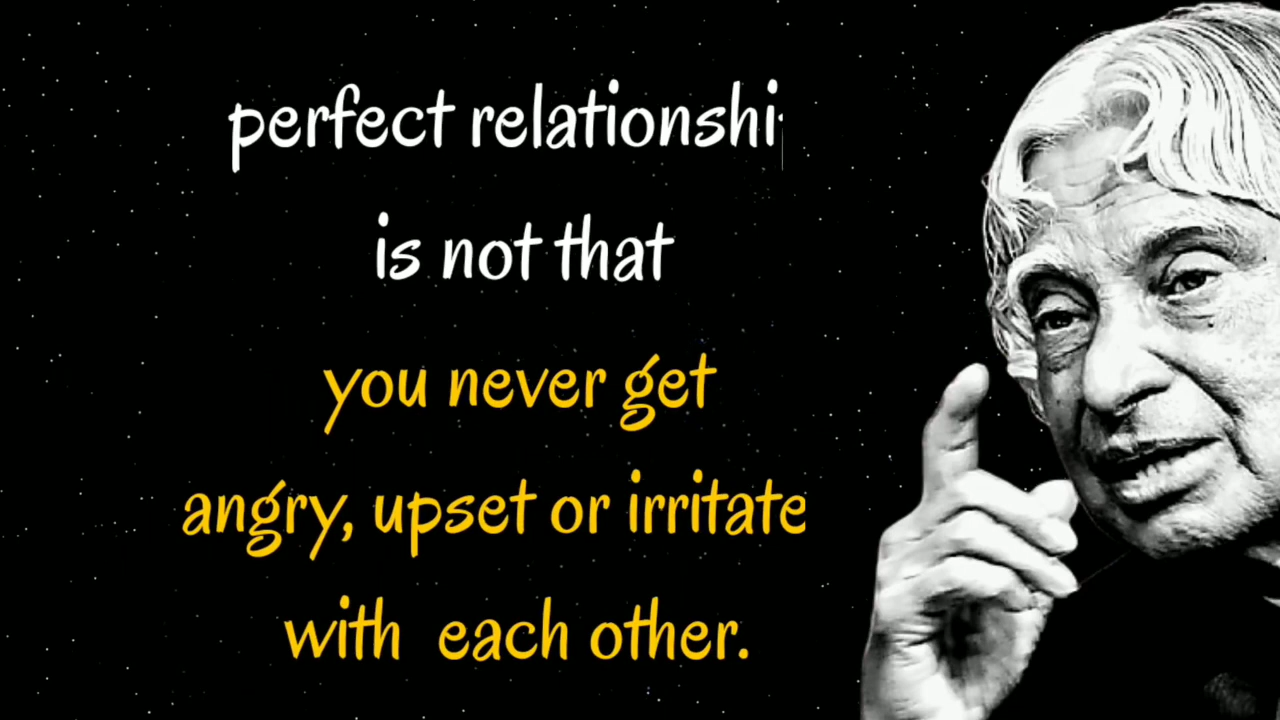 perfect relationshi
is not that
you never get
angry, upset or irritate
with each other.